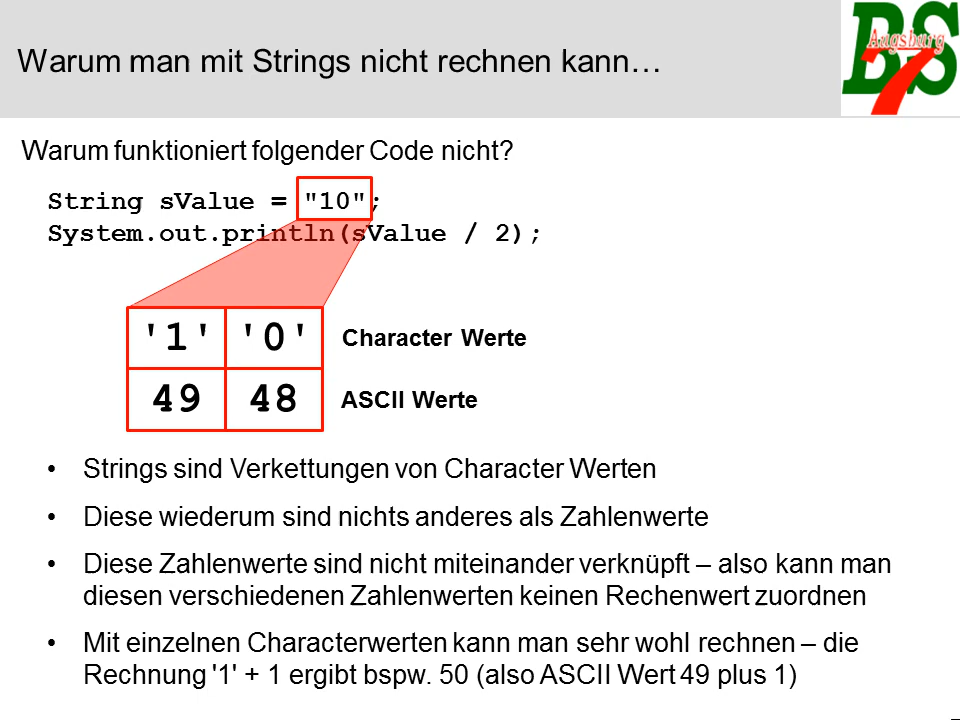 Warum man mit Strings nicht rechnen kann…
BS
Augsburg
7
Warum funktioniert folgender Code nicht?
String sValue = "10";
System.out.println(sValue / 2);
'1' '0' Character Werte
49 48 ASCII Werte
• Strings sind Verkettungen von Character Werten
• Diese wiederum sind nichts anderes als Zahlenwerte
• Diese Zahlenwerte sind nicht miteinander verknüpft – also kann man
diesen verschiedenen Zahlenwerten keinen Rechenwert zuordnen
• Mit einzelnen Characterwerten kann man sehr wohl rechnen – die
Rechnung '1' + 1 ergibt bspw. 50 (also ASCII Wert 49 plus 1)